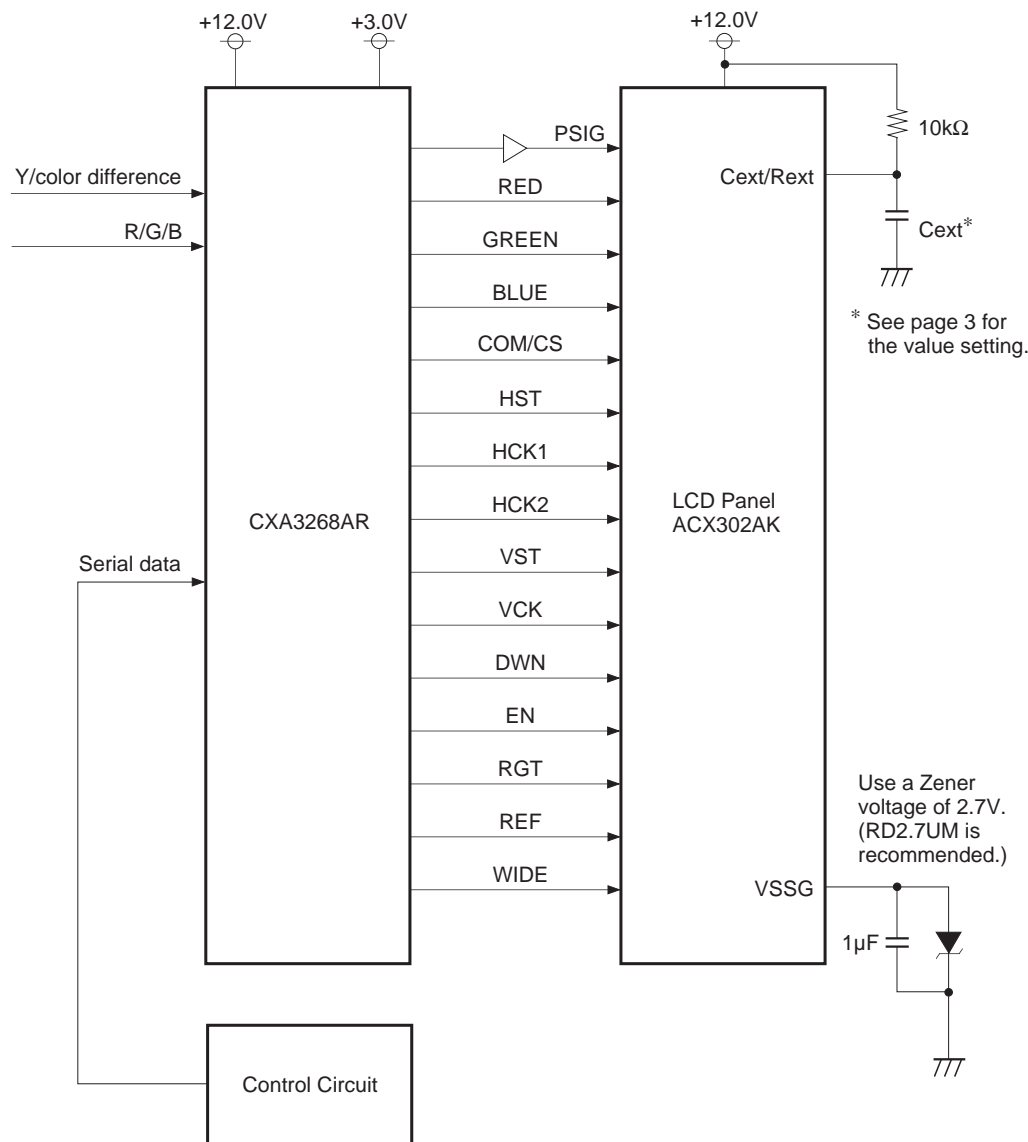 +12.0V
+3.0V
+12.0V
10kΩ
PSIG
Y/color difference
RED
Cext/Rext
R/G/B
GREEN
Cext*
BLUE
* See page 3 for
the value setting.
COM/CS
HST
HCK1
HCK2
CXA3268AR
LCD Panel
ACX302AK
Serial data
VST
VCK
DWN
EN
RGT
REF
WIDE
Use a Zener
voltage of 2.7V.
(RD2.7UM is
recommended.)
VSSG
1µF
Control Circuit